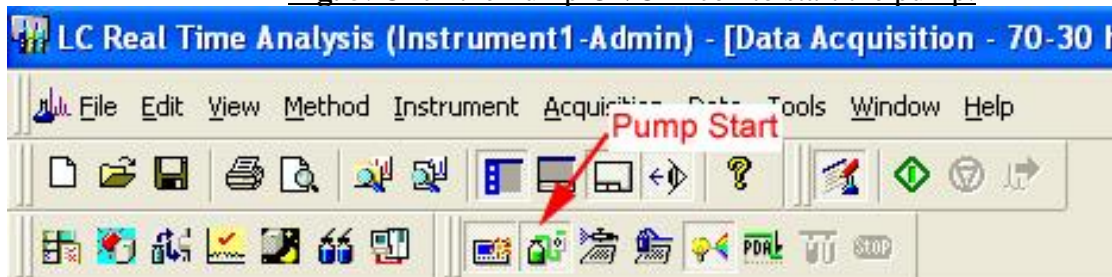 LC Real Time Analysis (Instrument1-Admin) - [Data Acquisition - 70-30
File Edit View Method Instrument Tools Window Help
Pump Start
PDA
STOP